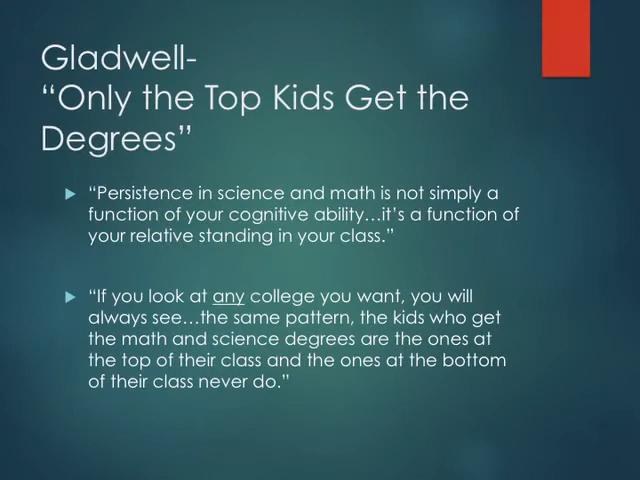 Gladwell-
“Only the Top Kids Get the
Degrees”
“Persistence in science and math is not simply a
function of your cognitive ability…it’s a function of
your relative standing in your class.”
“If you look at any college you want, you will
always see…the same pattern, the kids who get
the math and science degrees are the ones at
the top of their class and the ones at the bottom
of their class never do.”